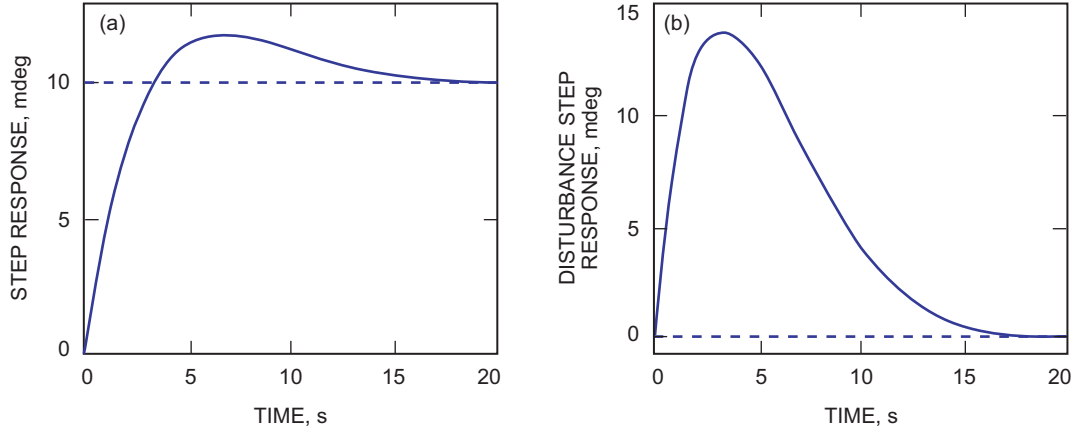 (a)
STEP RESPONSE, mdeg
10
5
0
0 5 10 15 20
TIME, s
(b)
DISTURBANCE STEP
RESPONSE, mdeg
15
10
5
0
0 5 10 15 20
TIME, s